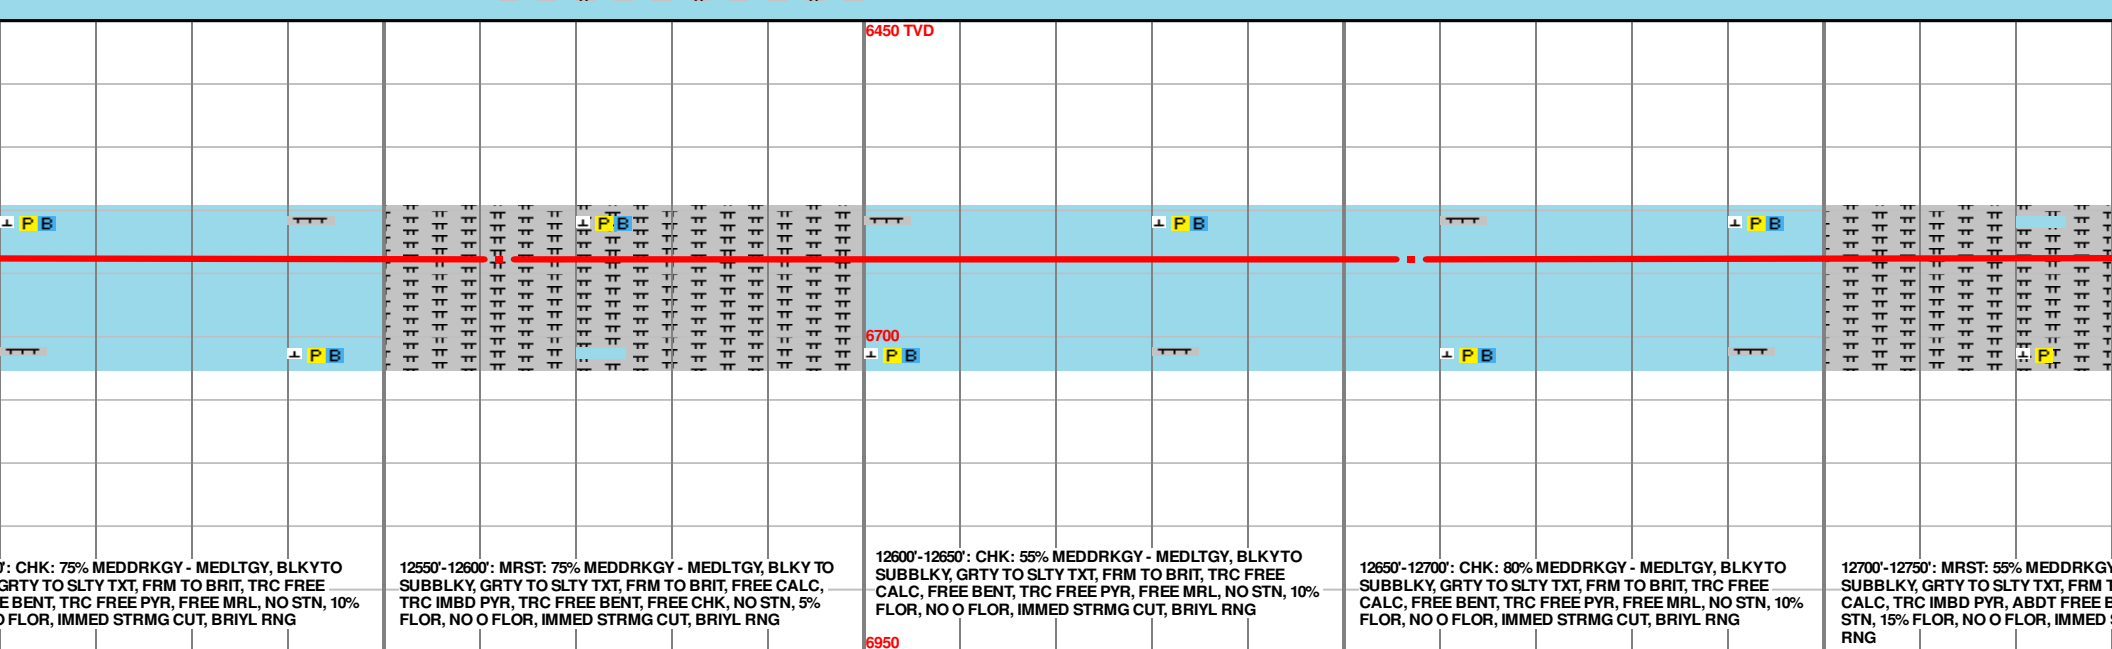 6450 TVD
P B
P B
P B
P B
P B
6700
P B
P B
P B
P
': CHK: 75% MEDDRKGY - MEDLTGY, BLKYTO
GRTY TO SLTY TXT, FRM TO BRIT, TRC FREE
E BENT, TRC FREE PYR, FREE MRL, NO STN, 10%
O FLOR, IMMED STRMG CUT, BRIYL RNG
12550'-12600': MRST: 75% MEDDRKGY - MEDLTGY, BLKY TO
SUBBLKY, GRTY TO SLTY TXT, FRM TO BRIT, FREE CALC,
TRC IMBD PYR, TRC FREE BENT, FREE CHK, NO STN, 5%
FLOR, NO O FLOR, IMMED STRMG CUT, BRIYL RNG
12600'-12650': CHK: 55% MEDDRKGY - MEDLTGY, BLKYTO
SUBBLKY, GRTY TO SLTY TXT, FRM TO BRIT, TRC FREE
CALC, FREE BENT, TRC FREE PYR, FREE MRL, NO STN, 10%
FLOR, NO O FLOR, IMMED STRMG CUT, BRIYL RNG
12650'-12700': CHK: 80% MEDDRKGY - MEDLTGY, BLKYTO
SUBBLKY, GRTY TO SLTY TXT, FRM TO BRIT, TRC FREE
CALC, FREE BENT, TRC FREE PYR, FREE MRL, NO STN, 10%
FLOR, NO O FLOR, IMMED STRMG CUT, BRIYL RNG
12700'-12750': MRST: 55% MEDDRKGY
SUBBLKY, GRTY TO SLTY TXT, FRM T
CALC, TRC IMBD PYR, ABDT FREE B
STN, 15% FLOR, NO O FLOR, IMMED S
RNG
6950